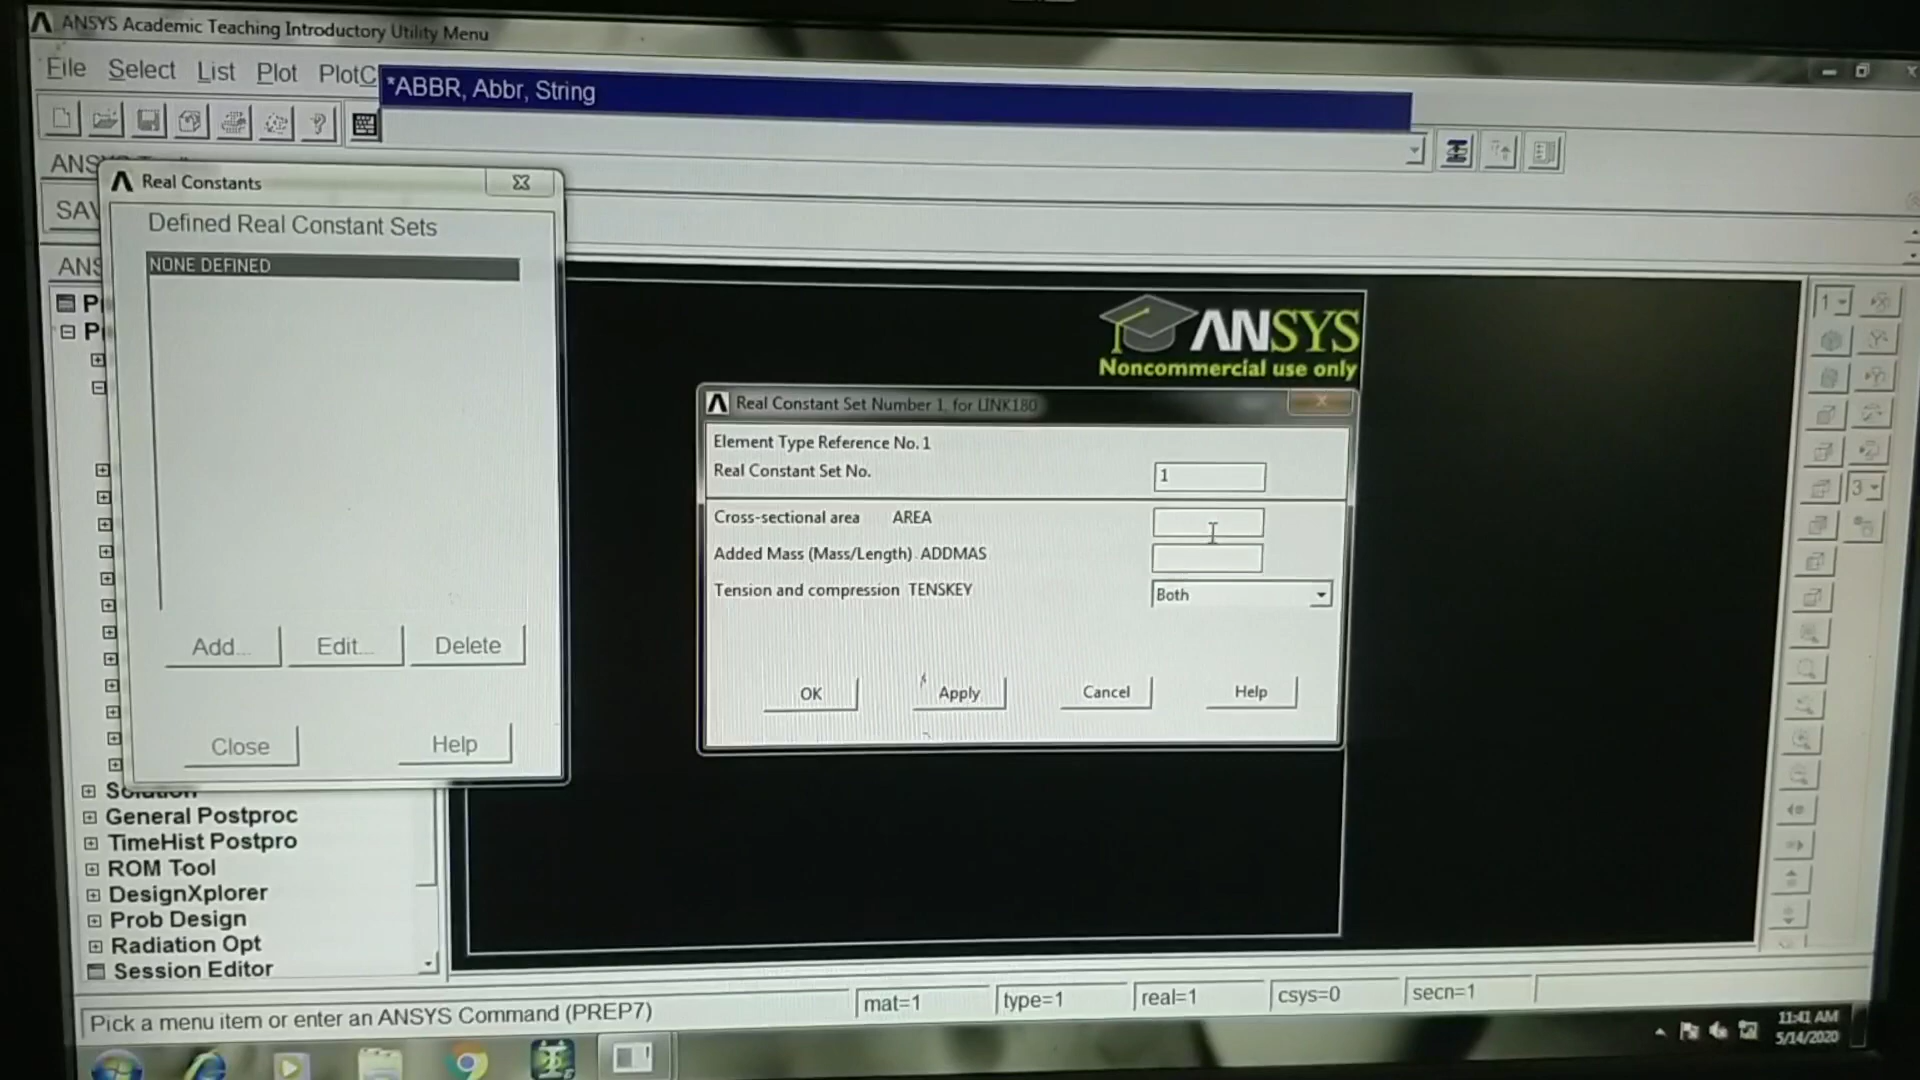 ANSYS Academic Teaching Introductory Utility Menu
File Select List Plot PlotC
*ABBR, Abbr, String
SAV
Real Constants
Defined Real Constant Sets
NONE DEFINED
Add...
Edit...
Delete
Close
Help
General Postproc
TimeHist Postpro
ROM Tool
DesignXplorer
Prob Design
Radiation Opt
Session Editor
ANSYS
Noncommercial use only
Real Constant Set Number 1, for LINK180
Element Type Reference No. 1
Real Constant Set No. 1
Cross-sectional area AREA
Added Mass (Mass/Length) ADDMAS
Tension and compression TENSKEY Both
OK
Apply
Cancel
Help
1
3
Pick a menu item or enter an ANSYS Command (PREP7)
mat=1
type=1
real=1
csys=0
secn=1
11:41 AM
5/14/2020